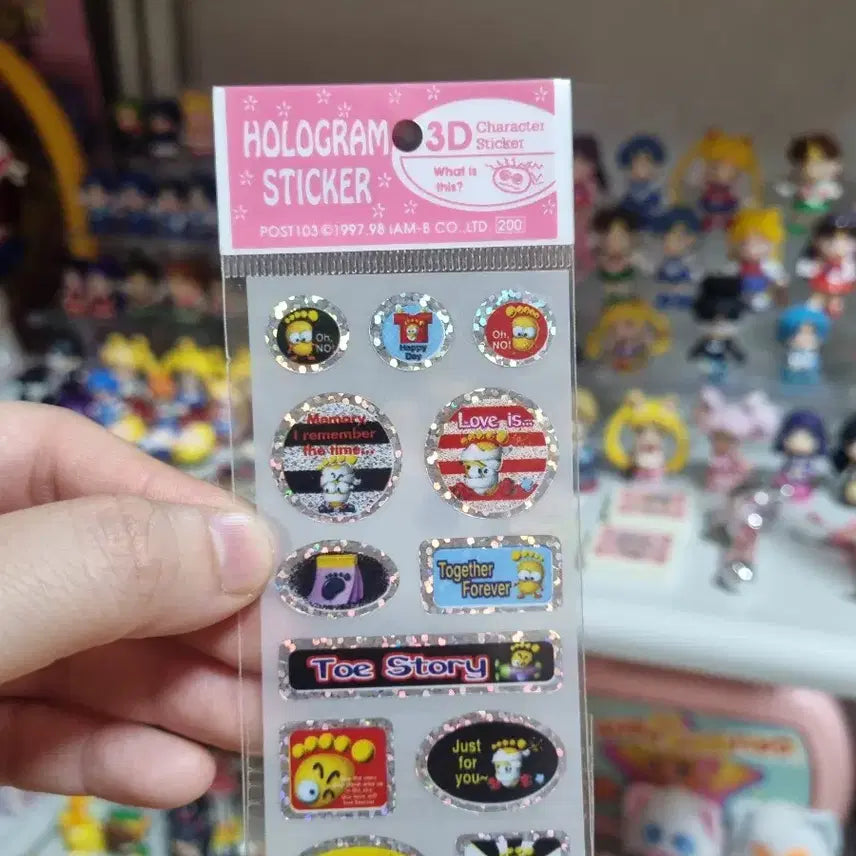 HOLOGRAM
STICKER
3D Character
Sticker
What is
this?
POST103©1997.98 iAM-B CO.,LTD 200
Oh,
NO!
Happy
Day
Oh,
NO!
Memory
I remember
the time...
Love is...
Together
Forever
Toe Story
Just
for
you~